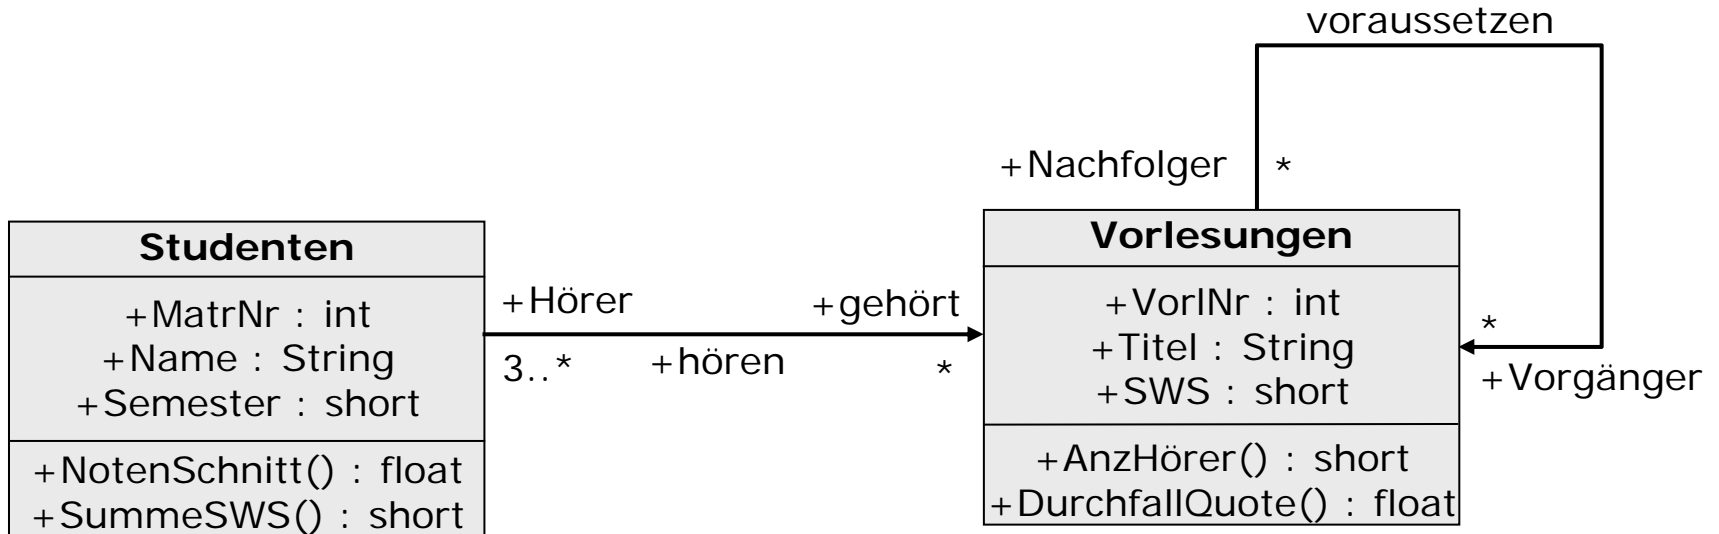 voraussetzen
+Nachfolger *
Studenten
+MatrNr : int
+Name : String
+Semester : short
+NotenSchnitt() : float
+SummeSWS() : short
+Hörer
+gehört
3..*
+hören
*
Vorlesungen
+VorlNr : int
+Titel : String
+SWS : short
+AnzHörer() : short
+DurchfallQuote() : float
*
+Vorgänger